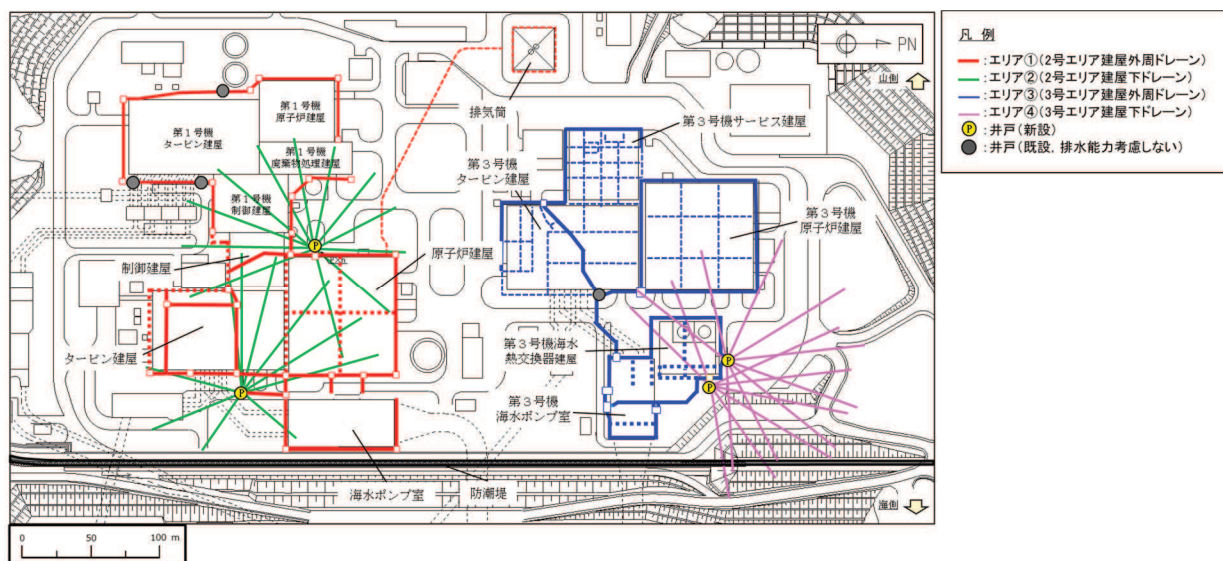 凡 例
:エリア①(2号エリア建屋外周ドレーン)
:エリア②(2号エリア建屋下ドレーン)
:エリア③(3号エリア建屋外周ドレーン)
:エリア④(3号エリア建屋下ドレーン)
P :井戸(新設)
:井戸(既設, 排水能力考慮しない)
PN
山側
第1号機
原子炉建屋
第1号機
タービン建屋
第1号機
廃棄物処理建屋
第1号機
制御建屋
排気筒
第3号機サービス建屋
第3号機
タービン建屋
第3号機
原子炉建屋
P
原子炉建屋
制御建屋
タービン建屋
P
第3号機海水
熱交換器建屋
P
P
第3号機
海水ポンプ室
海水ポンプ室
防潮堤
海側
0 50 100 m